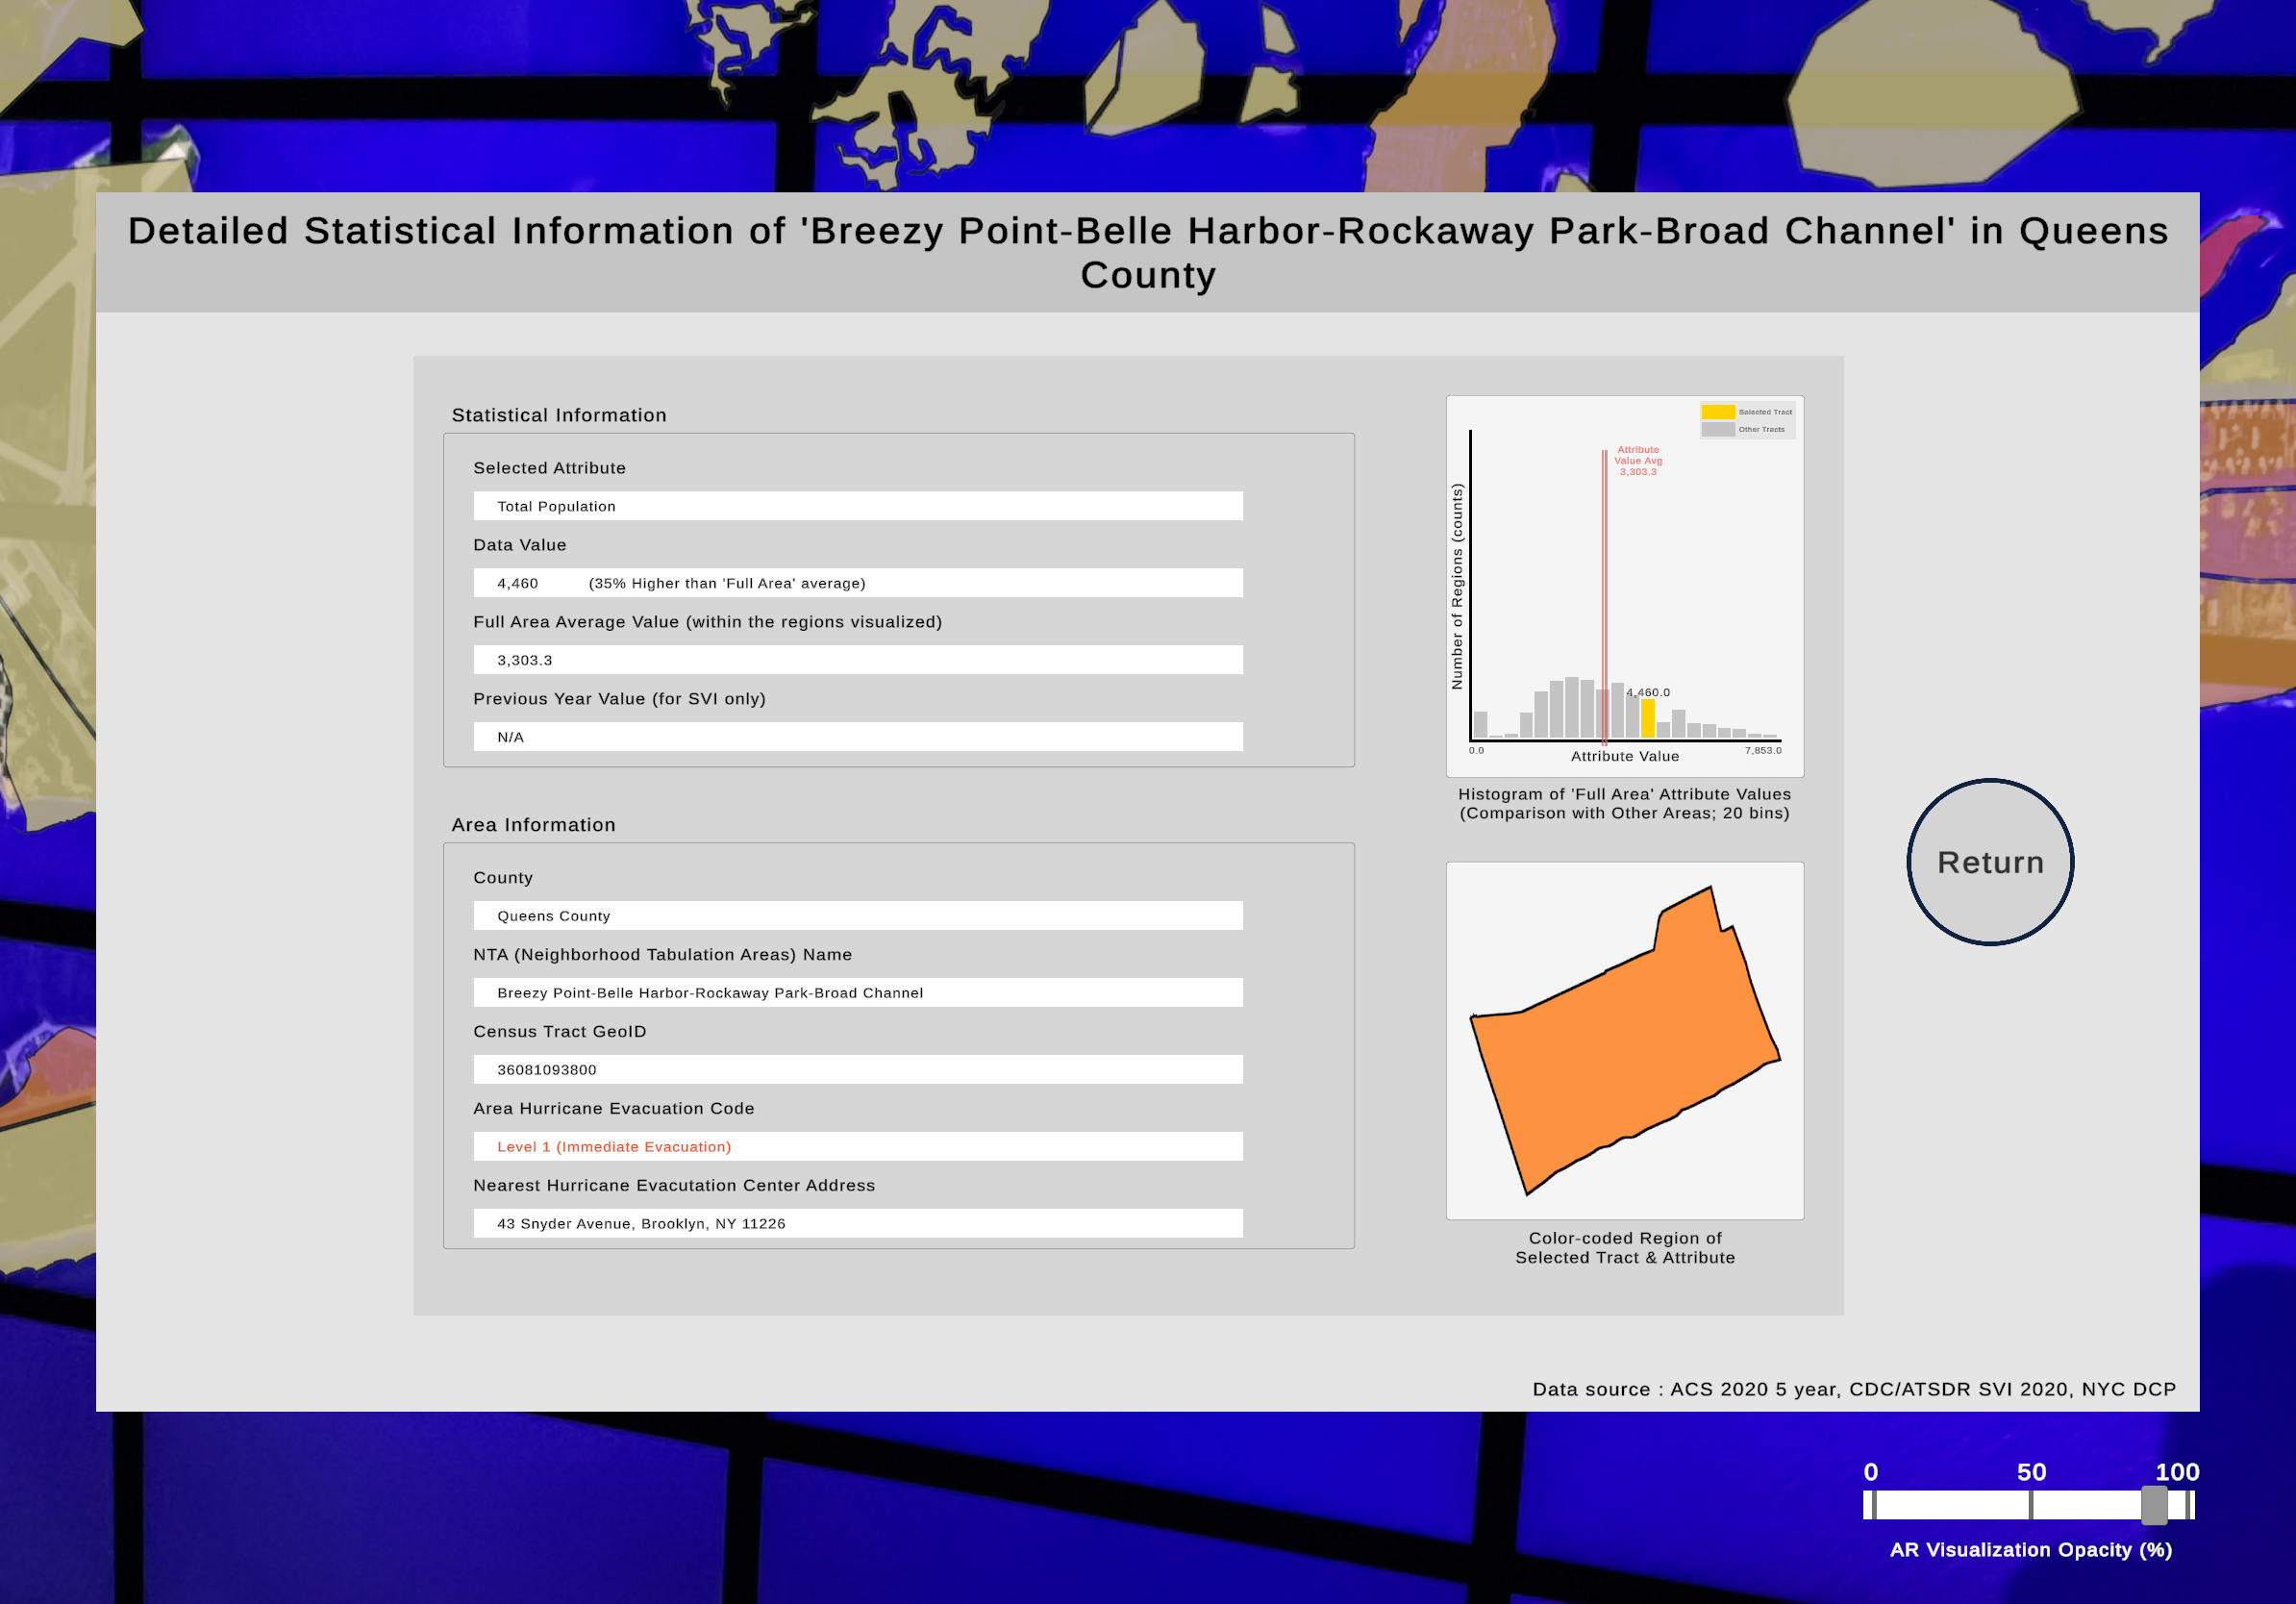 Detailed Statistical Information of 'Breezy Point-Belle Harbor-Rockaway Park-Broad Channel' in Queens
County
Statistical Information
Selected Attribute
Total Population
Data Value
4,460 (35% Higher than 'Full Area' average)
Full Area Average Value (within the regions visualized)
3,303.3
Previous Year Value (for SVI only)
N/A
Area Information
County
Queens County
NTA (Neighborhood Tabulation Areas) Name
Breezy Point-Belle Harbor-Rockaway Park-Broad Channel
Census Tract GeoID
36081093800
Area Hurricane Evacuation Code
Level 1 (Immediate Evacuation)
Nearest Hurricane Evacutation Center Address
43 Snyder Avenue, Brooklyn, NY 11226
Selected Tract
Other Tracts
Attribute
Value Avg
3,303.3
Number of Regions (counts)
4,460.0
0.0
7,853.0
Attribute Value
Histogram of 'Full Area' Attribute Values
(Comparison with Other Areas; 20 bins)
Color-coded Region of
Selected Tract & Attribute
Return
Data source : ACS 2020 5 year, CDC/ATSDR SVI 2020, NYC DCP
0 50 100
AR Visualization Opacity (%)